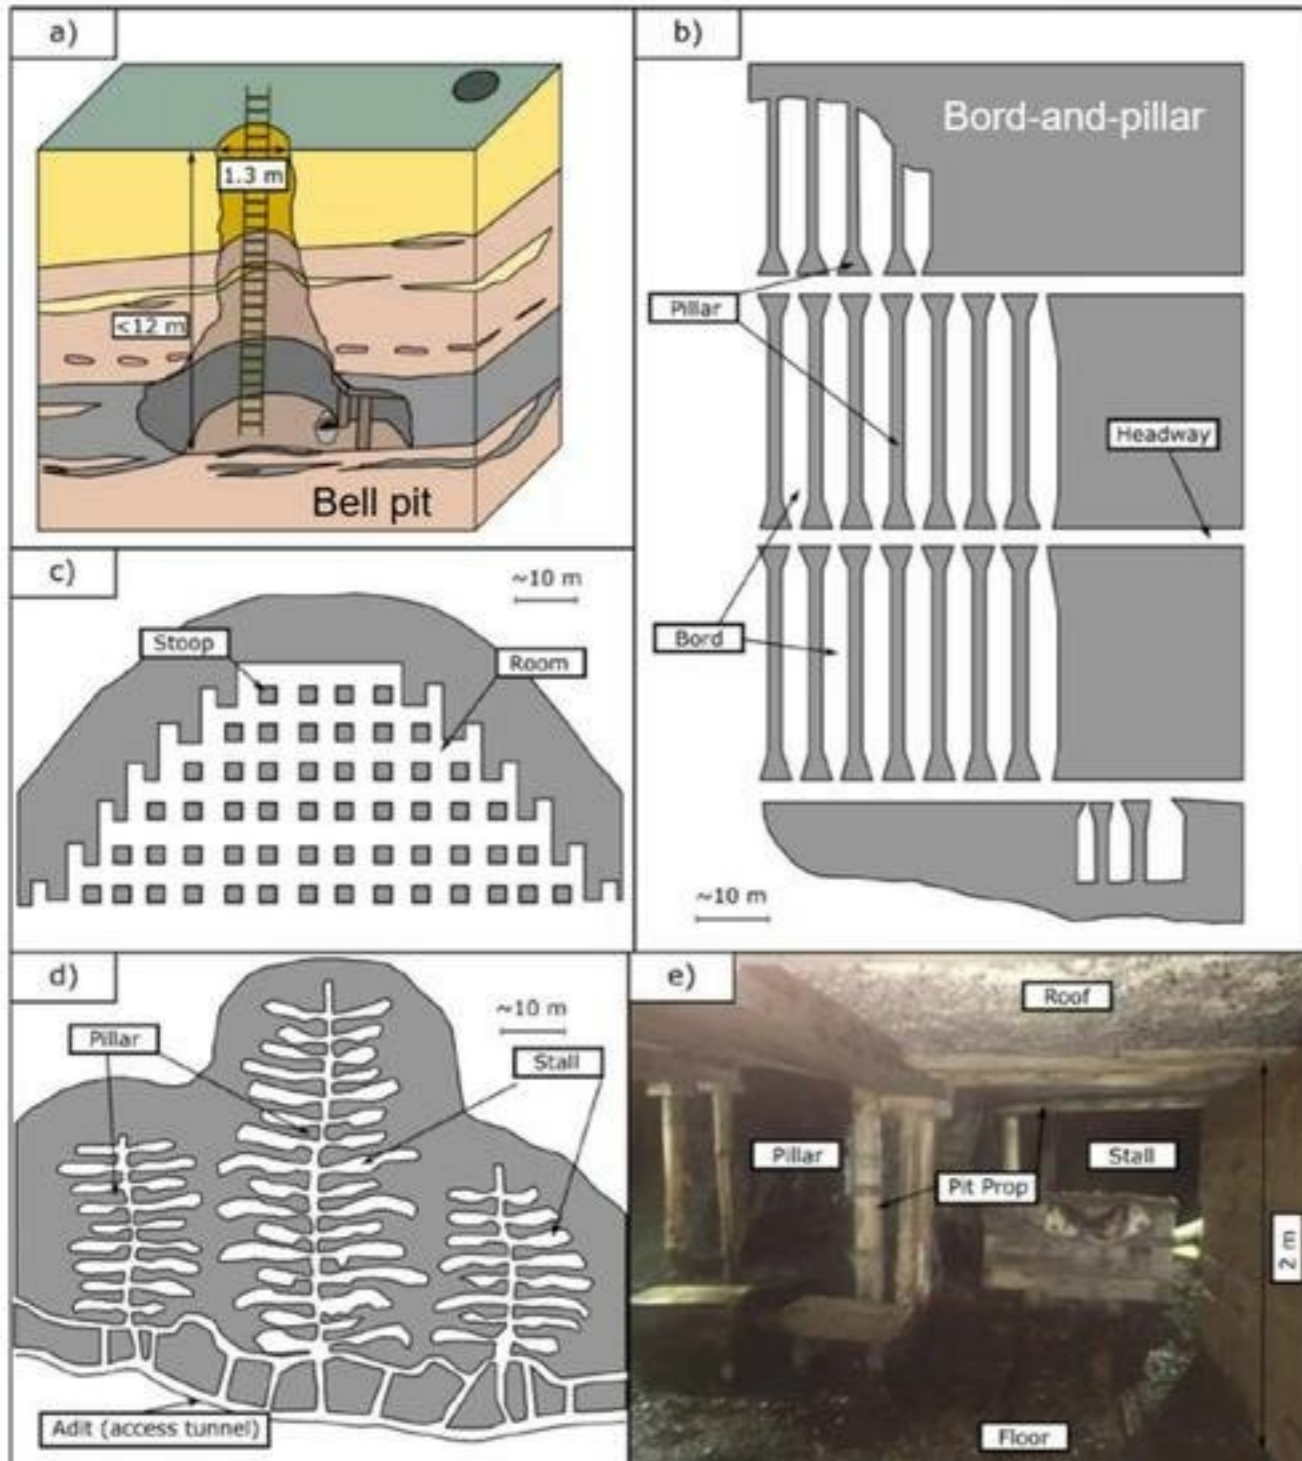 a)
1.3 m
<12 m
Bell pit
b)
Bord-and-pillar
Pillar
Headway
Bord
~10 m
c)
~10 m
Stoop
Room
d)
~10 m
Pillar
Stall
Adit (access tunnel)
e)
Roof
Pillar
Stall
Pit Prop
2 m
Floor